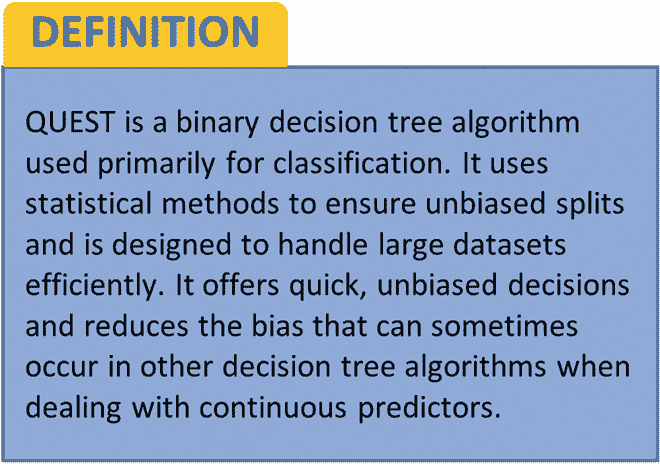 DEFINITION
QUEST is a binary decision tree algorithm
used primarily for classification. It uses
statistical methods to ensure unbiased splits
and is designed to handle large datasets
efficiently. It offers quick, unbiased decisions
and reduces the bias that can sometimes
occur in other decision tree algorithms when
dealing with continuous predictors.